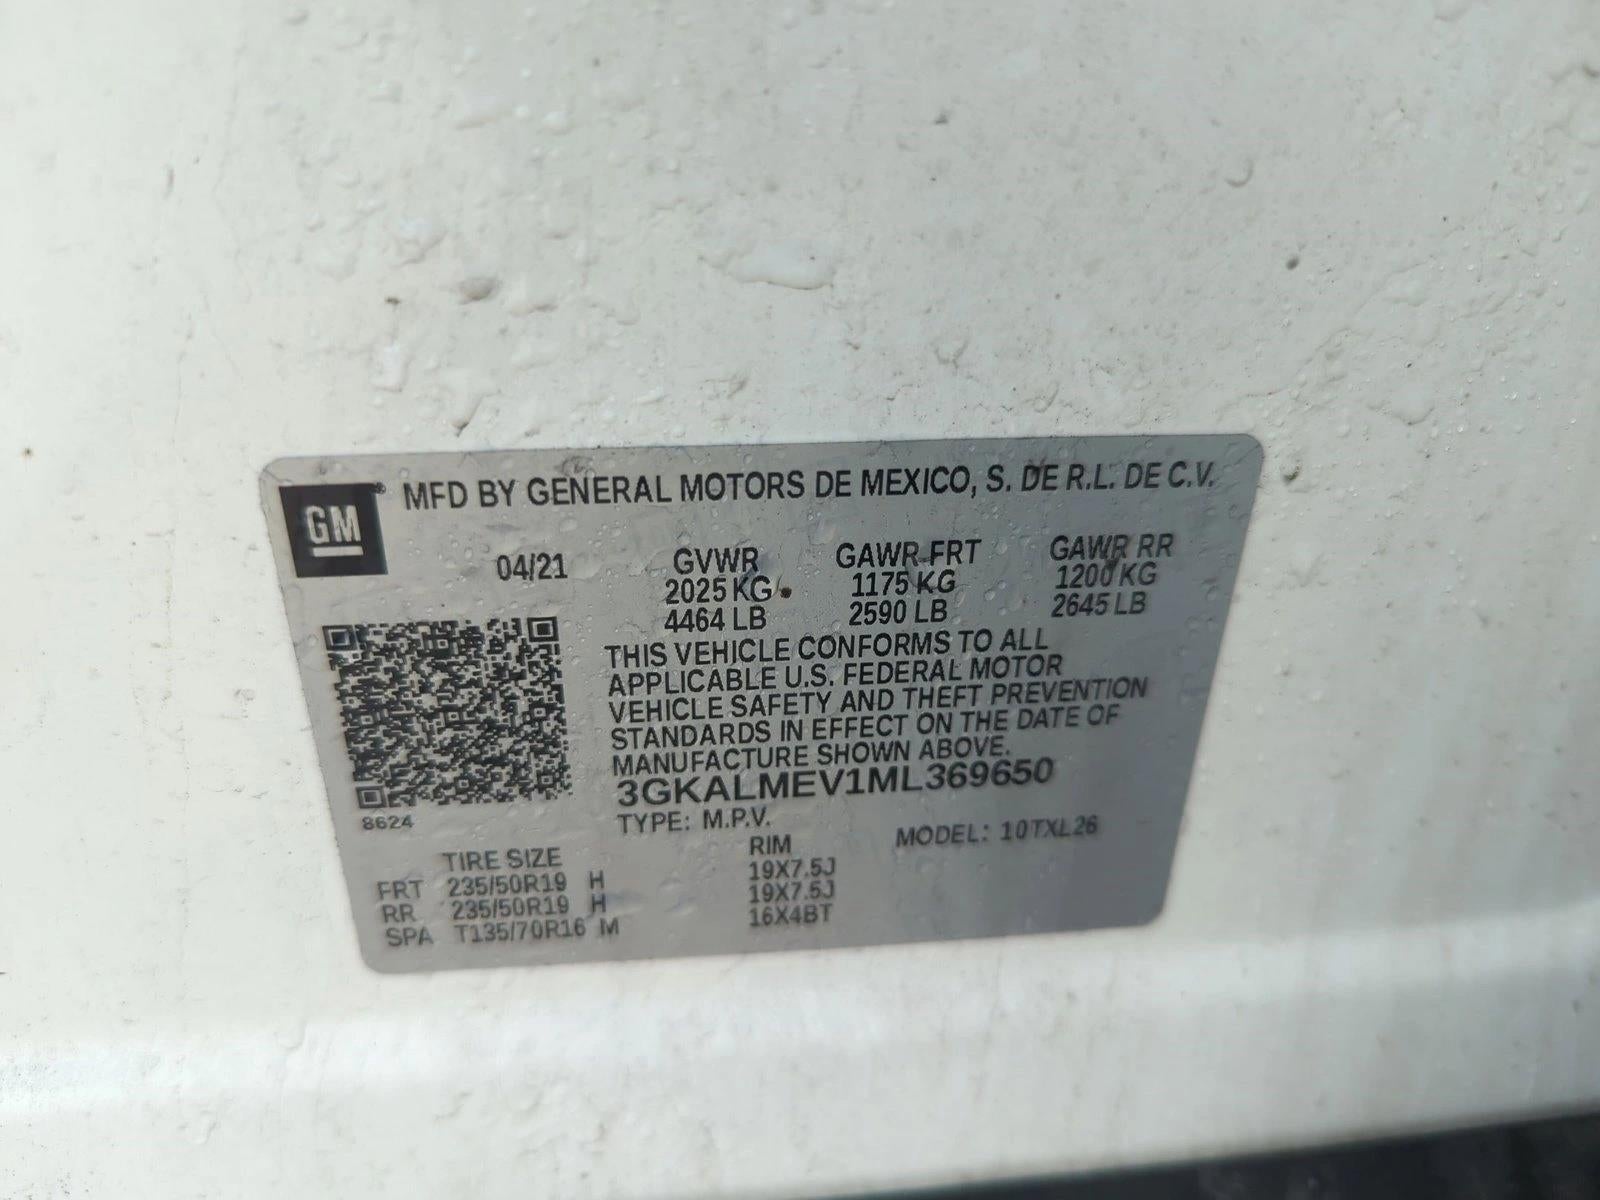 GM
MFD BY GENERAL MOTORS DE MEXICO, S. DE R.L. DE C.V.
04/21 GVWR GAWR FRT GAWR RR
2025 KG 1175 KG 1200 KG
4464 LB 2590 LB 2645 LB
THIS VEHICLE CONFORMS TO ALL
APPLICABLE U.S. FEDERAL MOTOR
VEHICLE SAFETY AND THEFT PREVENTION
STANDARDS IN EFFECT ON THE DATE OF
MANUFACTURE SHOWN ABOVE.
3GKALMEV1ML369650
8624
TYPE: M.P.V. MODEL: 10TXL26
TIRE SIZE RIM
FRT 235/50R19 H 19X7.5J
RR 235/50R19 H 19X7.5J
SPA T135/70R16 M 16X4BT